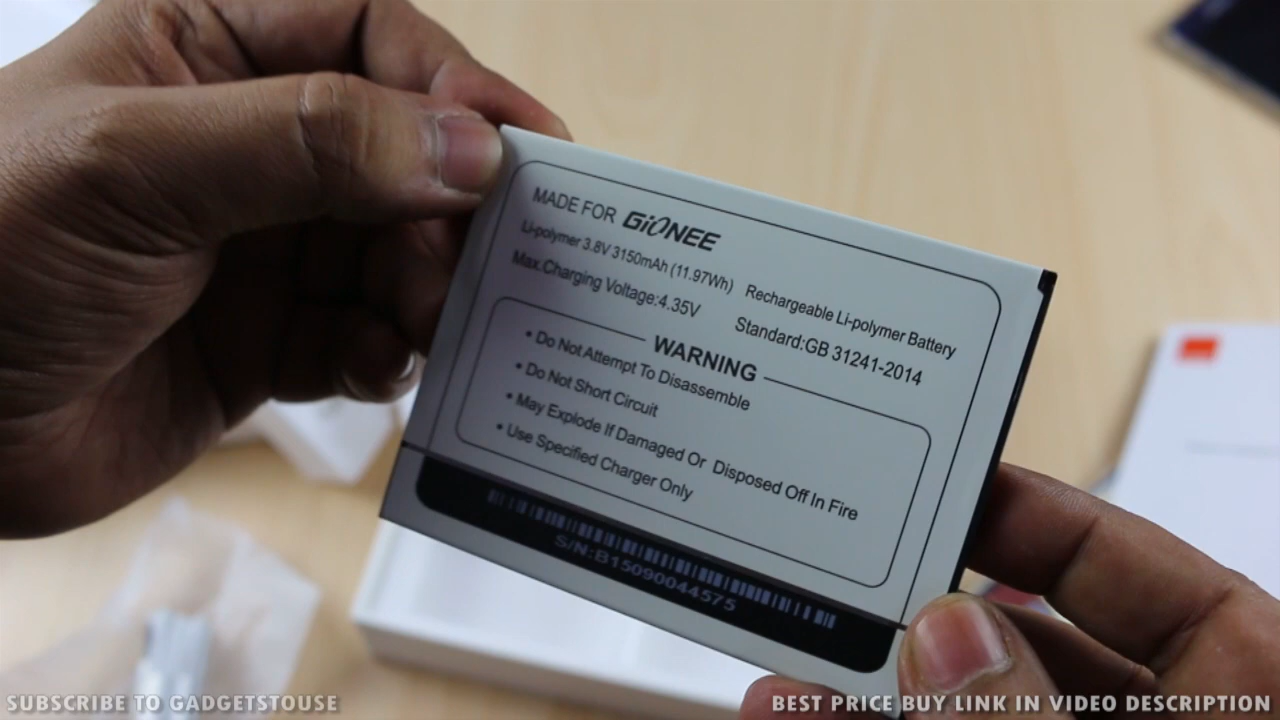 MADE FOR GiONEE
Li-polymer 3.8V 3150mAh (11.97Wh) Rechargeable Li-polymer Battery
Max.Charging Voltage:4.35V Standard:GB 31241-2014
WARNING
• Do Not Attempt To Disassemble
• Do Not Short Circuit
• May Explode If Damaged Or Disposed Off In Fire
• Use Specified Charger Only
S/N:B15090044575
SUBSCRIBE TO GADGETSTOUSE
BEST PRICE BUY LINK IN VIDEO DESCRIPTION